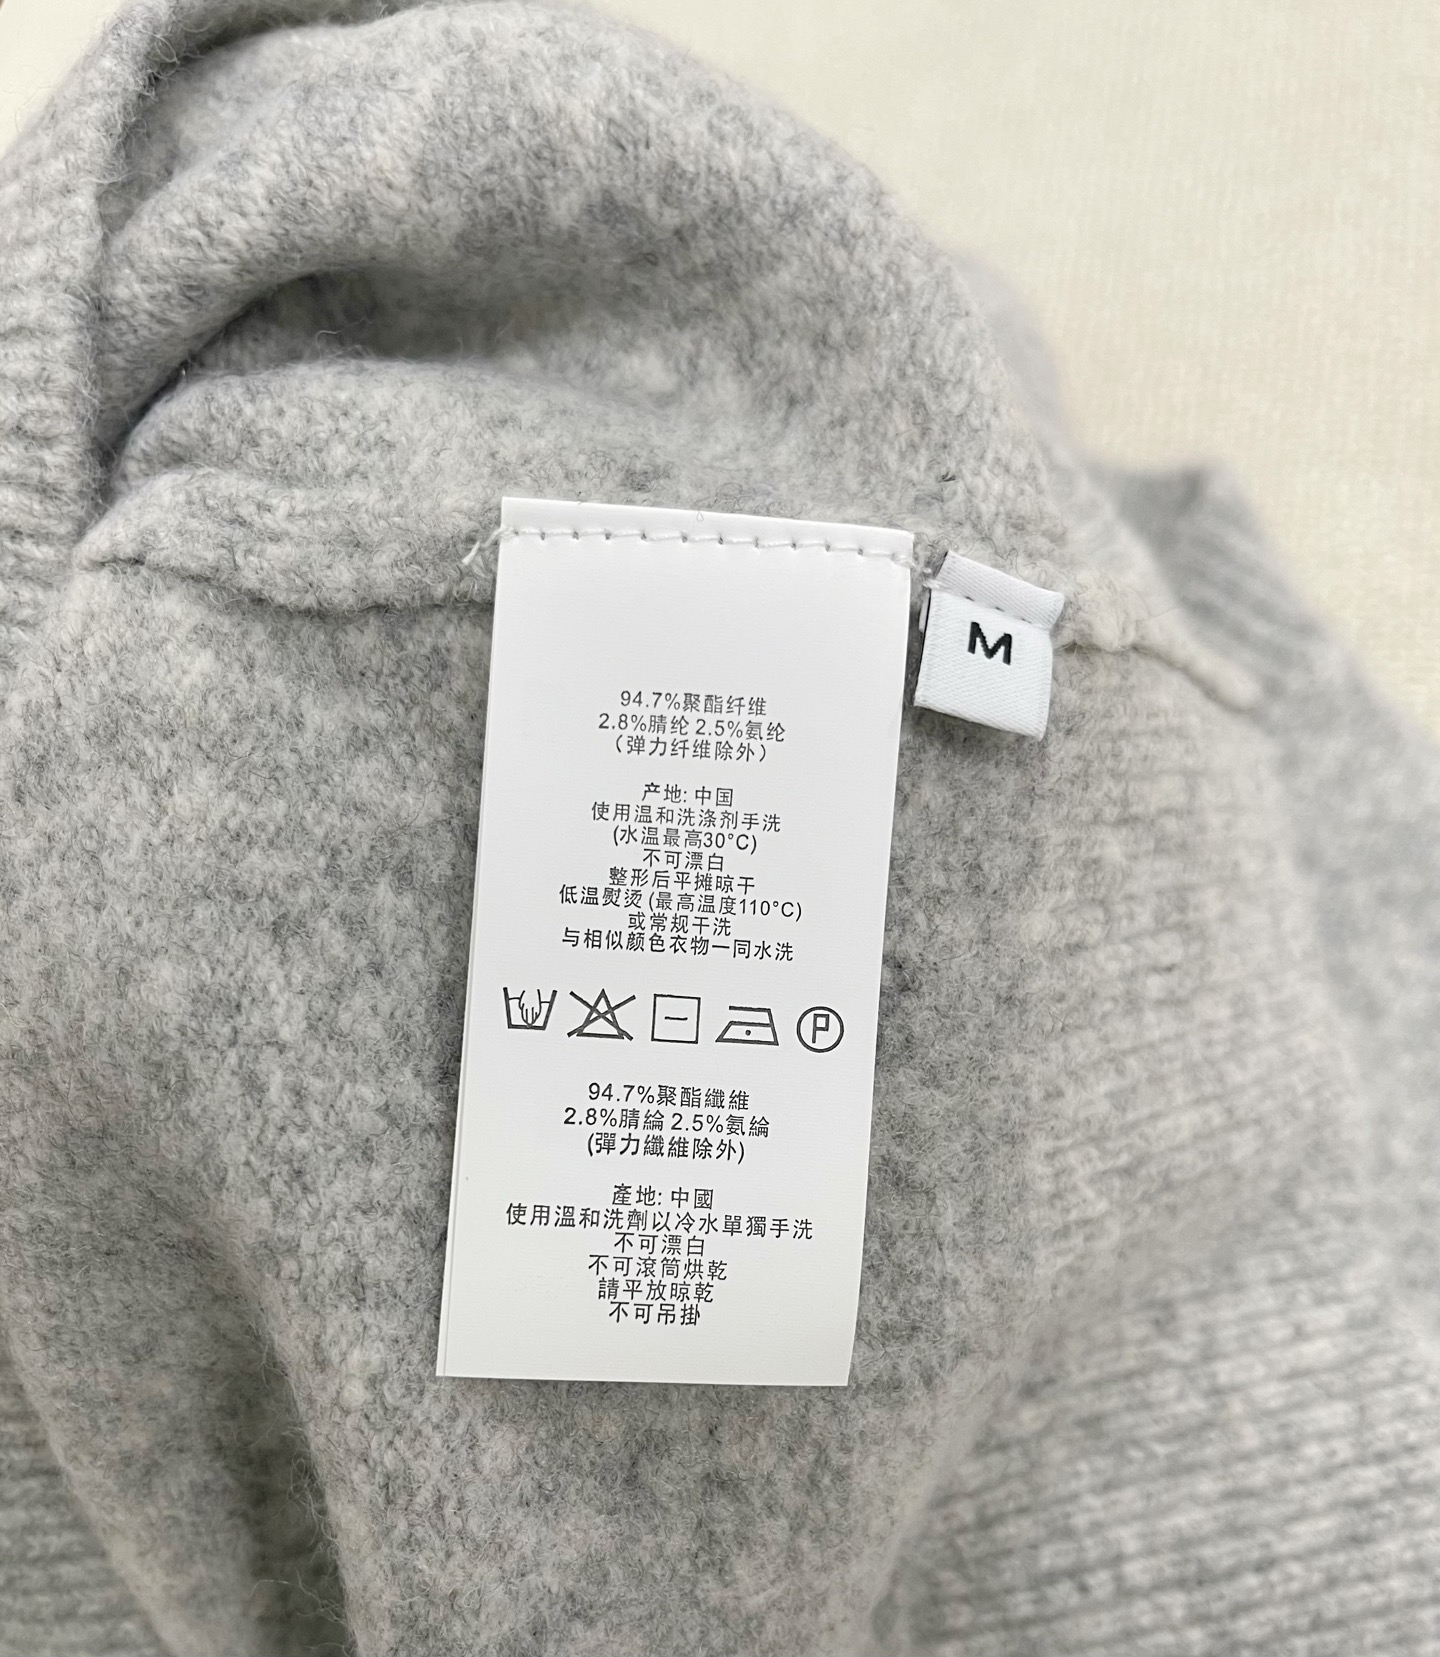 94.7%聚酯纤维
2.8%腈纶 2.5%氨纶
（弹力纤维除外）
产地: 中国
使用温和洗涤剂手洗
(水温最高30°C)
不可漂白
整形后平摊晾干
低温熨烫 (最高温度110°C)
或常规干洗
与相似颜色衣物一同水洗
P
94.7%聚酯纖維
2.8%腈綸 2.5%氨綸
(彈力纖維除外)
產地: 中國
使用溫和洗劑以冷水單獨手洗
不可漂白
不可滾筒烘乾
請平放晾乾
不可吊掛
M